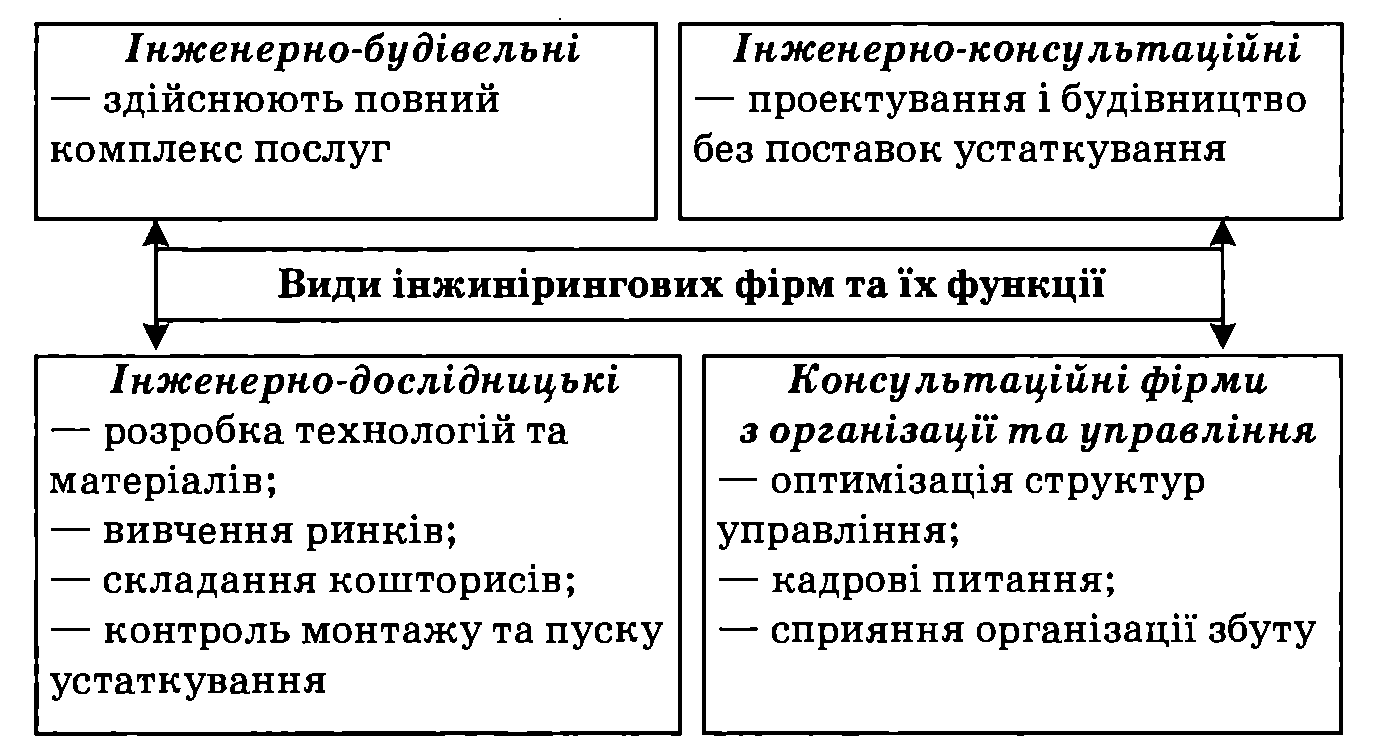 Інженерно-будівельні
— здійснюють повний
комплекс послуг
Інженерно-консультаційні
— проектування і будівництво
без поставок устаткування
Види інжинірингових фірм та їх функції
Інженерно-дослідницькі
— розробка технологій та
матеріалів;
— вивчення ринків;
— складання кошторисів;
— контроль монтажу та пуску
устаткування
Консультаційні фірми
з організації та управління
— оптимізація структур
управління;
— кадрові питання;
— сприяння організації збуту